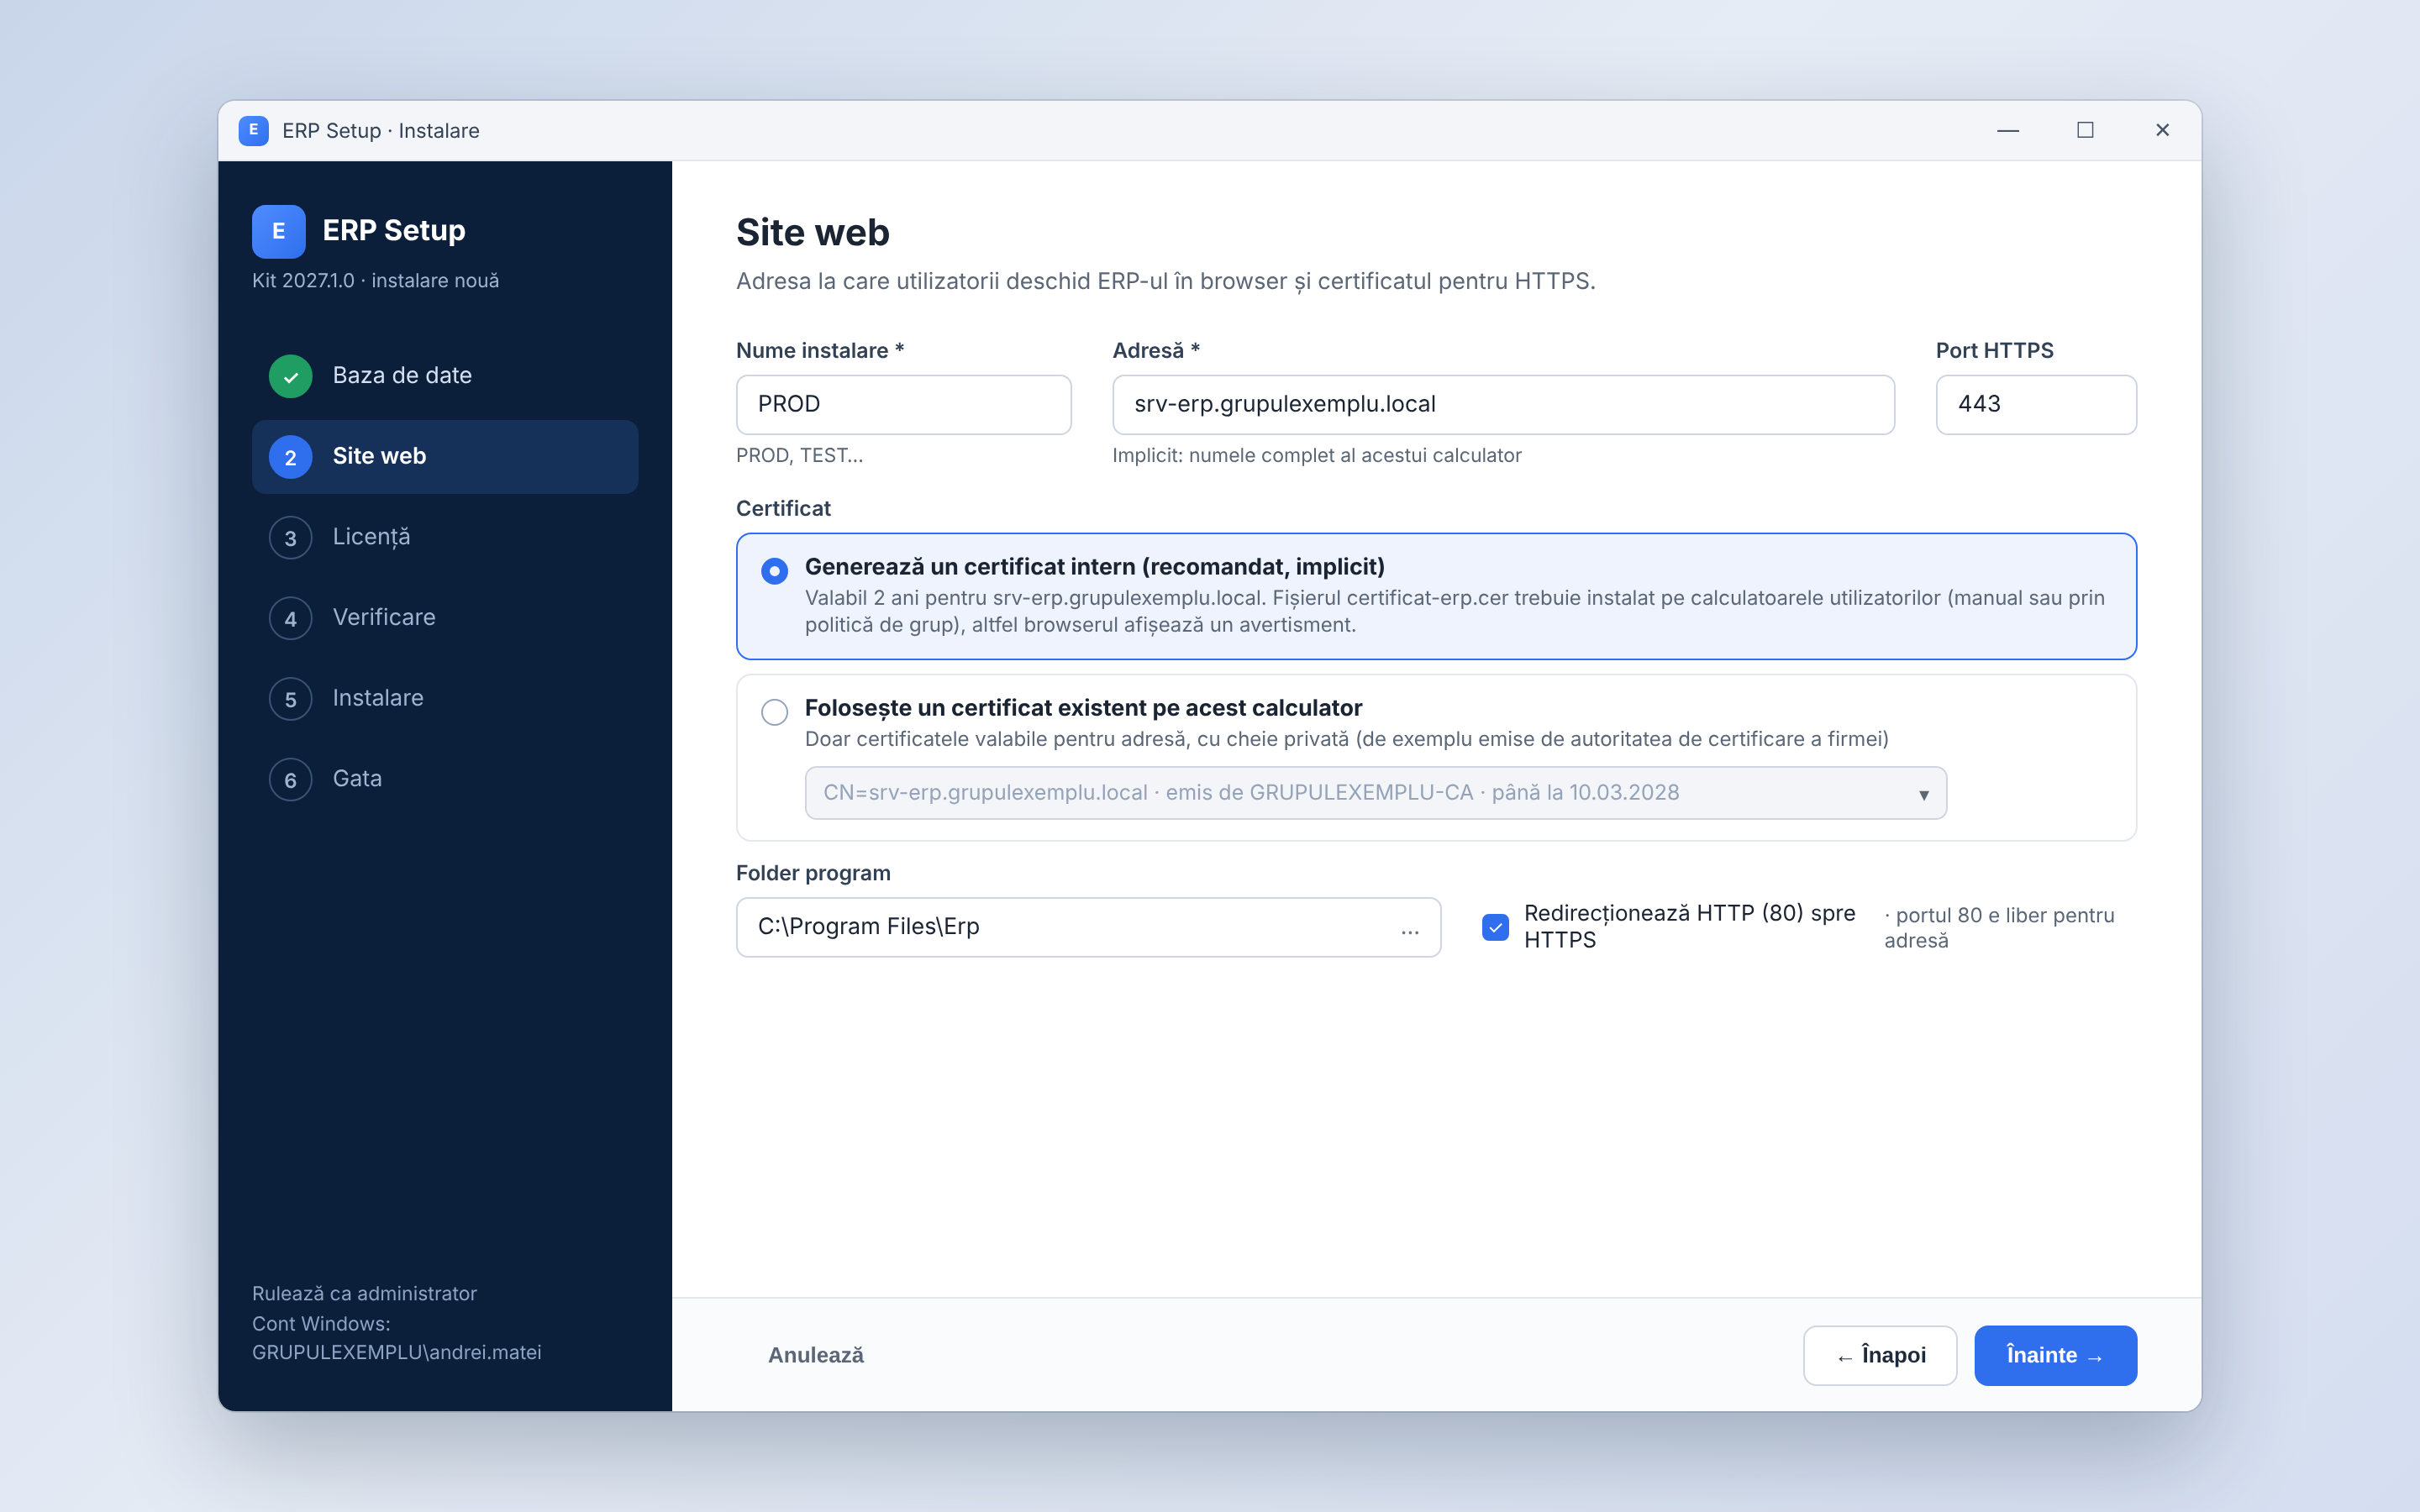 E ERP Setup · Instalare
E ERP Setup
Kit 2027.1.0 · instalare nouă
Baza de date
2 Site web
3 Licență
4 Verificare
5 Instalare
6 Gata
Rulează ca administrator
Cont Windows:
GRUPULEXEMPLU\andrei.matei
Site web
Adresa la care utilizatorii deschid ERP-ul în browser și certificatul pentru HTTPS.
Nume instalare * Adresă * Port HTTPS
PROD srv-erp.grupulexemplu.local 443
PROD, TEST... Implicit: numele complet al acestui calculator
Certificat
Generează un certificat intern (recomandat, implicit)
Valabil 2 ani pentru srv-erp.grupulexemplu.local. Fișierul certificat-erp.cer trebuie instalat pe calculatoarele utilizatorilor (manual sau prin
politică de grup), altfel browserul afișează un avertisment.
Folosește un certificat existent pe acest calculator
Doar certificatele valabile pentru adresă, cu cheie privată (de exemplu emise de autoritatea de certificare a firmei)
CN=srv-erp.grupulexemplu.local · emis de GRUPULEXEMPLU-CA · până la 10.03.2028
Folder program
C:\Program Files\Erp ...
Redirecționează HTTP (80) spre
HTTPS
· portul 80 e liber pentru
adresă
Anulează ← Înapoi Înainte →